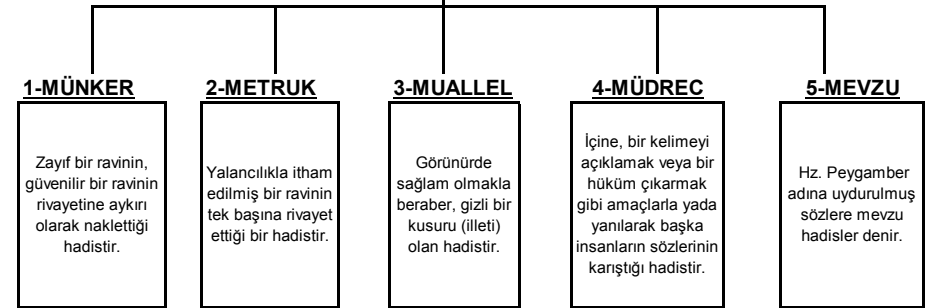 1-MÜNKER
Zayıf bir ravinin,
güvenilir bir ravinin
rivayetine aykırı
olarak naklettiği
hadistir.
2-METRUK
Yalancılıkla itham
edilmiş bir ravinin
tek başına rivayet
ettiği bir hadistir.
3-MUALLEL
Görünürde
sağlam olmakla
beraber, gizli bir
kusuru (illeti)
olan hadistir.
4-MÜDREC
İçine, bir kelimeyi
açıklamak veya bir
hüküm çıkarmak
gibi amaçlarla yada
yanılarak başka
insanların sözlerinin
karıştığı hadistir.
5-MEVZU
Hz. Peygamber
adına uydurulmuş
sözlere mevzu
hadisler denir.